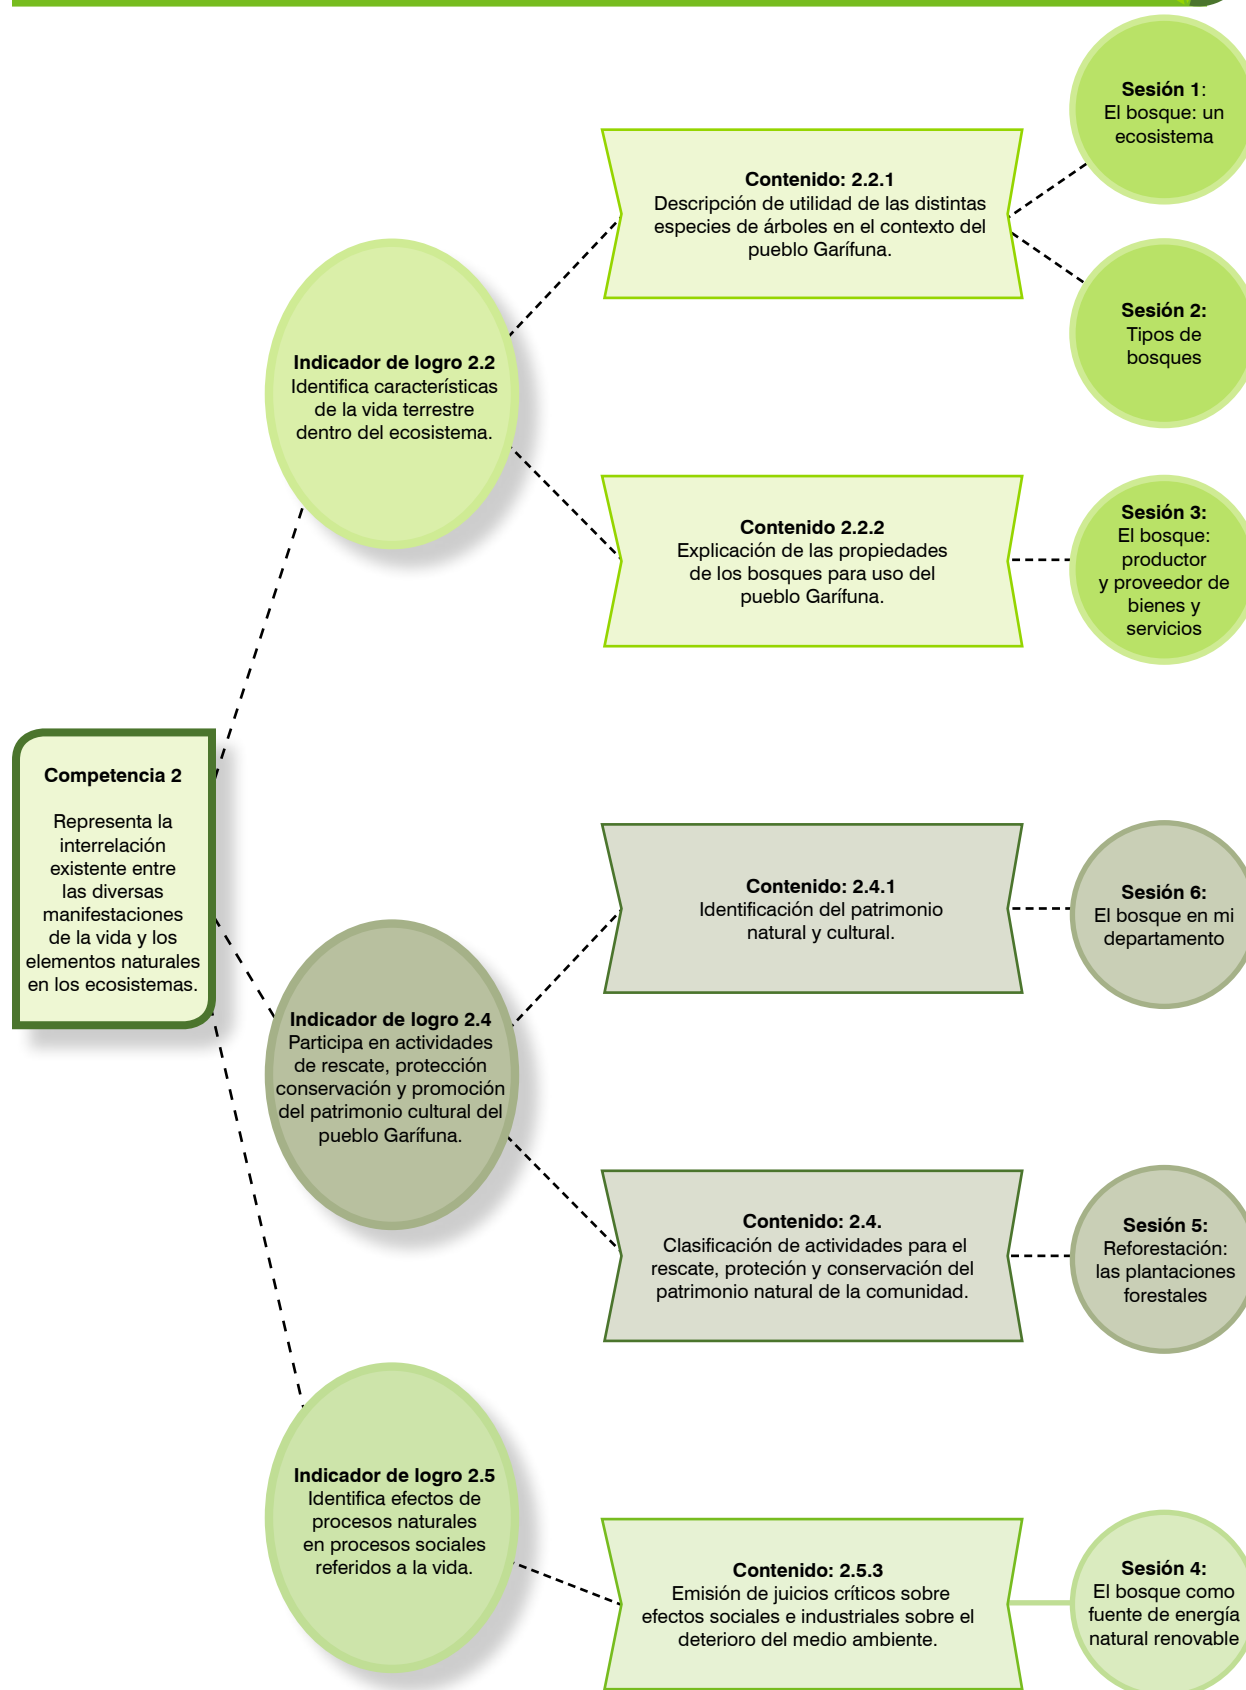 Sesión 1:
El bosque: un
ecosistema
Contenido: 2.2.1
Descripción de utilidad de las distintas
especies de árboles en el contexto del
pueblo Garífuna.
Sesión 2:
Tipos de
bosques
Indicador de logro 2.2
Identifica características
de la vida terrestre
dentro del ecosistema.
Contenido 2.2.2
Explicación de las propiedades
de los bosques para uso del
pueblo Garífuna.
Sesión 3:
El bosque:
productor
y proveedor de
bienes y
servicios
Competencia 2
Representa la
interrelación
existente entre
las diversas
manifestaciones
de la vida y los
elementos naturales
en los ecosistemas.
Contenido: 2.4.1
Identificación del patrimonio
natural y cultural.
Sesión 6:
El bosque en mi
departamento
Indicador de logro 2.4
Participa en actividades
de rescate, protección
conservación y promoción
del patrimonio cultural del
pueblo Garífuna.
Contenido: 2.4.
Clasificación de actividades para el
rescate, proteción y conservación del
patrimonio natural de la comunidad.
Sesión 5:
Reforestación:
las plantaciones
forestales
Indicador de logro 2.5
Identifica efectos de
procesos naturales
en procesos sociales
referidos a la vida.
Contenido: 2.5.3
Emisión de juicios críticos sobre
efectos sociales e industriales sobre el
deterioro del medio ambiente.
Sesión 4:
El bosque como
fuente de energía
natural renovable